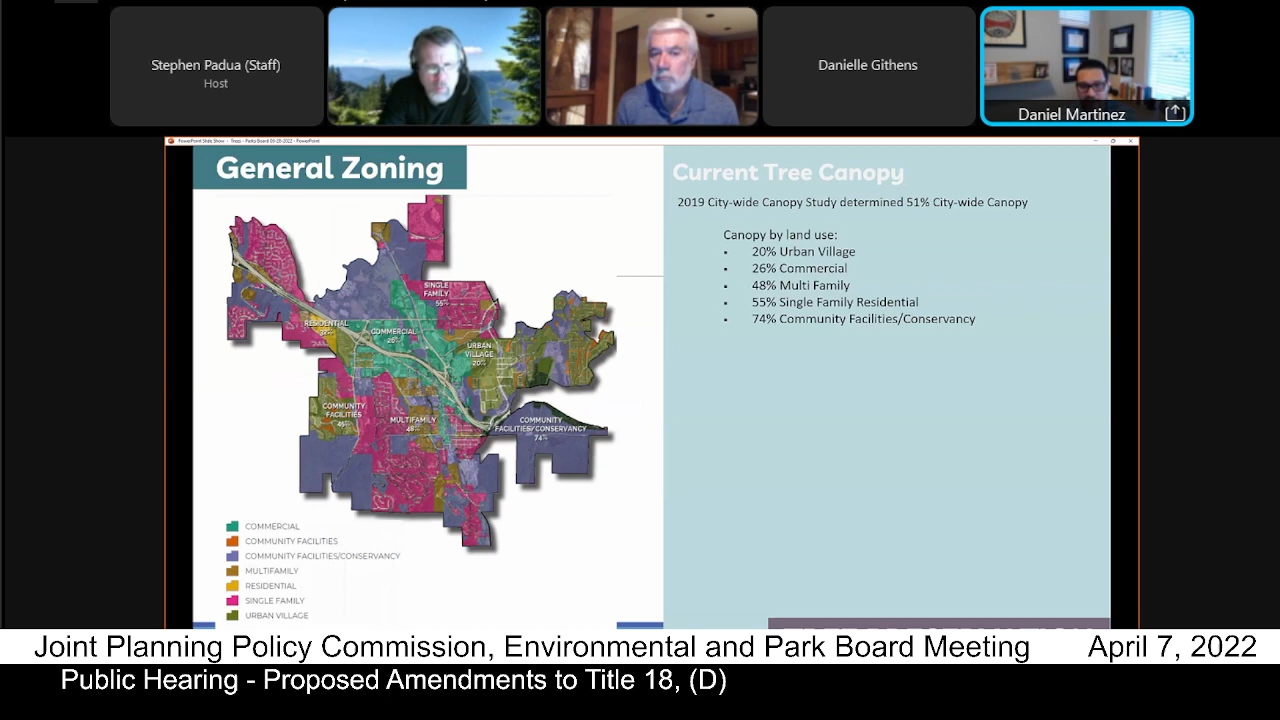 Stephen Padua (Staff)
Host
Danielle Githens
Daniel Martinez
General Zoning
SINGLE
FAMILY
55%
RESIDENTIAL
COMMERCIAL
26%
URBAN
VILLAGE
20%
COMMUNITY
FACILITIES
45%
MULTIFAMILY
48%
COMMUNITY
FACILITIES/CONSERVANCY
74%
COMMERCIAL
COMMUNITY FACILITIES
COMMUNITY FACILITIES/CONSERVANCY
MULTIFAMILY
RESIDENTIAL
SINGLE FAMILY
URBAN VILLAGE
Current Tree Canopy
2019 City-wide Canopy Study determined 51% City-wide Canopy
Canopy by land use:
▪ 20% Urban Village
▪ 26% Commercial
▪ 48% Multi Family
▪ 55% Single Family Residential
▪ 74% Community Facilities/Conservancy
Joint Planning Policy Commission, Environmental and Park Board Meeting April 7, 2022
Public Hearing - Proposed Amendments to Title 18, (D)